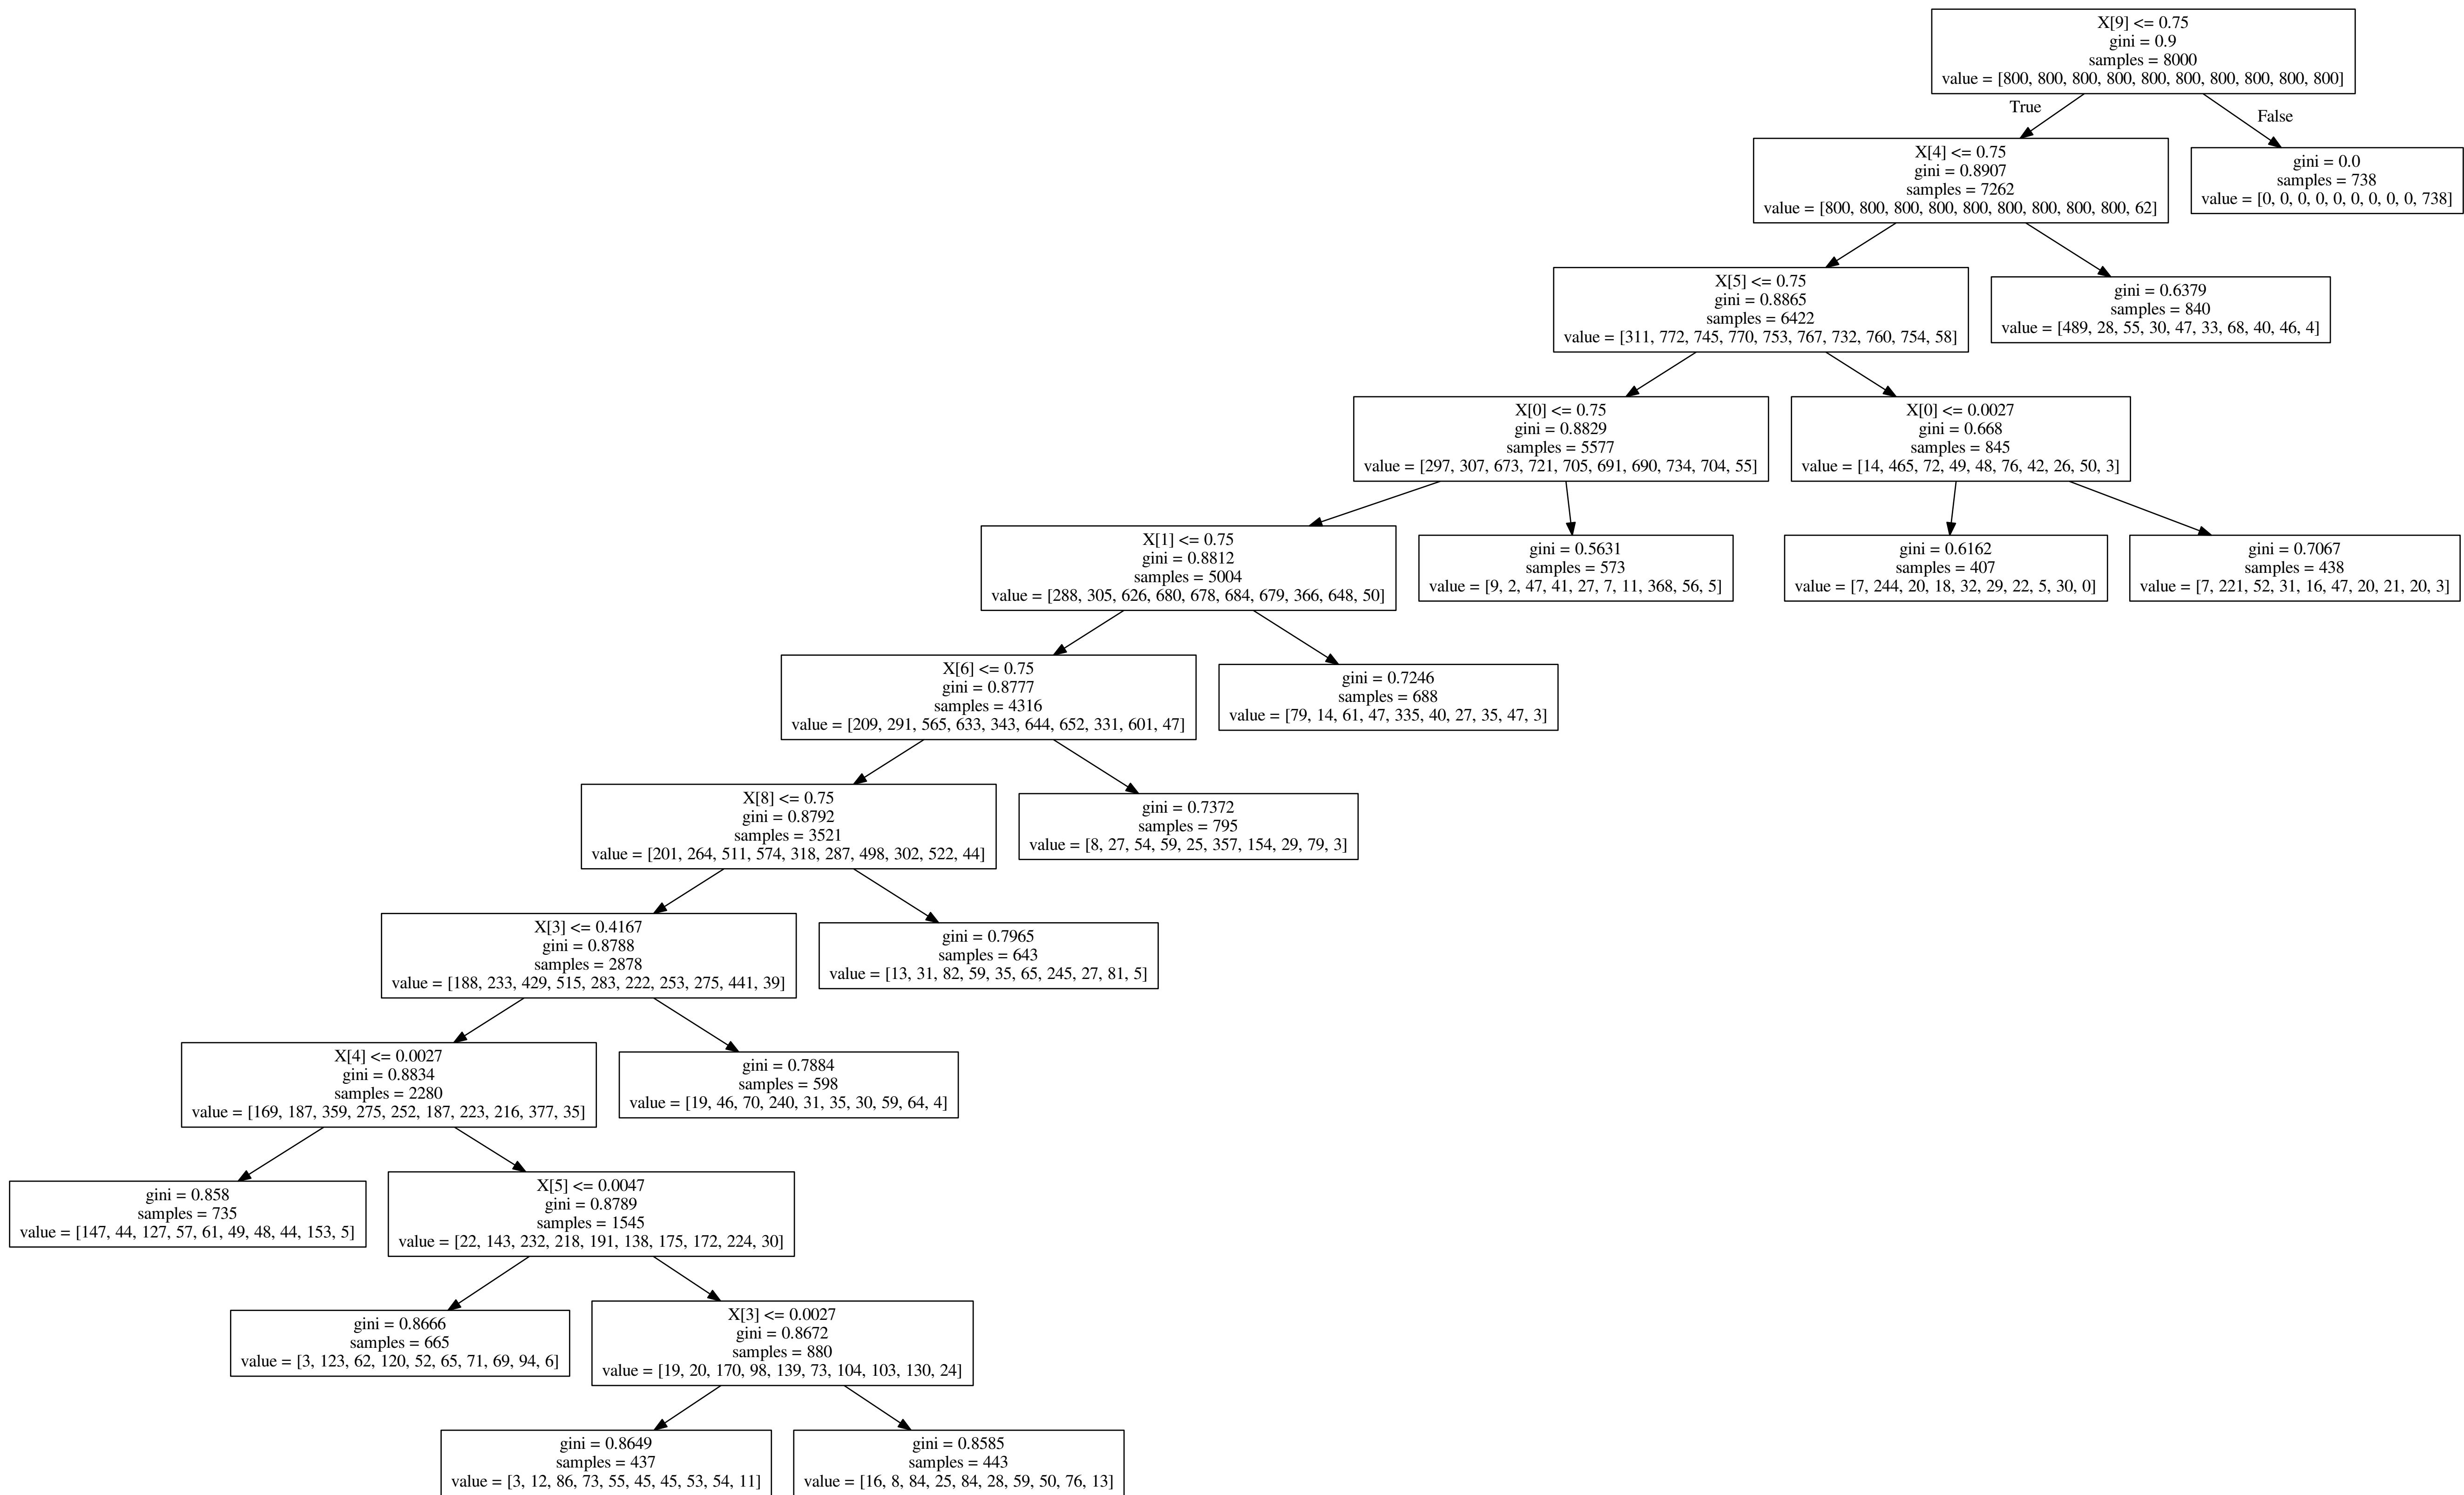 X[9] <= 0.75
gini = 0.9
samples = 8000
value = [800, 800, 800, 800, 800, 800, 800, 800, 800, 800]
True
False
X[4] <= 0.75
gini = 0.8907
samples = 7262
value = [800, 800, 800, 800, 800, 800, 800, 800, 800, 62]
gini = 0.0
samples = 738
value = [0, 0, 0, 0, 0, 0, 0, 0, 0, 738]
X[5] <= 0.75
gini = 0.8865
samples = 6422
value = [311, 772, 745, 770, 753, 767, 732, 760, 754, 58]
gini = 0.6379
samples = 840
value = [489, 28, 55, 30, 47, 33, 68, 40, 46, 4]
X[0] <= 0.75
gini = 0.8829
samples = 5577
value = [297, 307, 673, 721, 705, 691, 690, 734, 704, 55]
X[0] <= 0.0027
gini = 0.668
samples = 845
value = [14, 465, 72, 49, 48, 76, 42, 26, 50, 3]
X[1] <= 0.75
gini = 0.8812
samples = 5004
value = [288, 305, 626, 680, 678, 684, 679, 366, 648, 50]
gini = 0.5631
samples = 573
value = [9, 2, 47, 41, 27, 7, 11, 368, 56, 5]
gini = 0.6162
samples = 407
value = [7, 244, 20, 18, 32, 29, 22, 5, 30, 0]
gini = 0.7067
samples = 438
value = [7, 221, 52, 31, 16, 47, 20, 21, 20, 3]
X[6] <= 0.75
gini = 0.8777
samples = 4316
value = [209, 291, 565, 633, 343, 644, 652, 331, 601, 47]
gini = 0.7246
samples = 688
value = [79, 14, 61, 47, 335, 40, 27, 35, 47, 3]
X[8] <= 0.75
gini = 0.8792
samples = 3521
value = [201, 264, 511, 574, 318, 287, 498, 302, 522, 44]
gini = 0.7372
samples = 795
value = [8, 27, 54, 59, 25, 357, 154, 29, 79, 3]
X[3] <= 0.4167
gini = 0.8788
samples = 2878
value = [188, 233, 429, 515, 283, 222, 253, 275, 441, 39]
gini = 0.7965
samples = 643
value = [13, 31, 82, 59, 35, 65, 245, 27, 81, 5]
X[4] <= 0.0027
gini = 0.8834
samples = 2280
value = [169, 187, 359, 275, 252, 187, 223, 216, 377, 35]
gini = 0.7884
samples = 598
value = [19, 46, 70, 240, 31, 35, 30, 59, 64, 4]
gini = 0.858
samples = 735
value = [147, 44, 127, 57, 61, 49, 48, 44, 153, 5]
X[5] <= 0.0047
gini = 0.8789
samples = 1545
value = [22, 143, 232, 218, 191, 138, 175, 172, 224, 30]
gini = 0.8666
samples = 665
value = [3, 123, 62, 120, 52, 65, 71, 69, 94, 6]
X[3] <= 0.0027
gini = 0.8672
samples = 880
value = [19, 20, 170, 98, 139, 73, 104, 103, 130, 24]
gini = 0.8649
samples = 437
value = [3, 12, 86, 73, 55, 45, 45, 53, 54, 11]
gini = 0.8585
samples = 443
value = [16, 8, 84, 25, 84, 28, 59, 50, 76, 13]